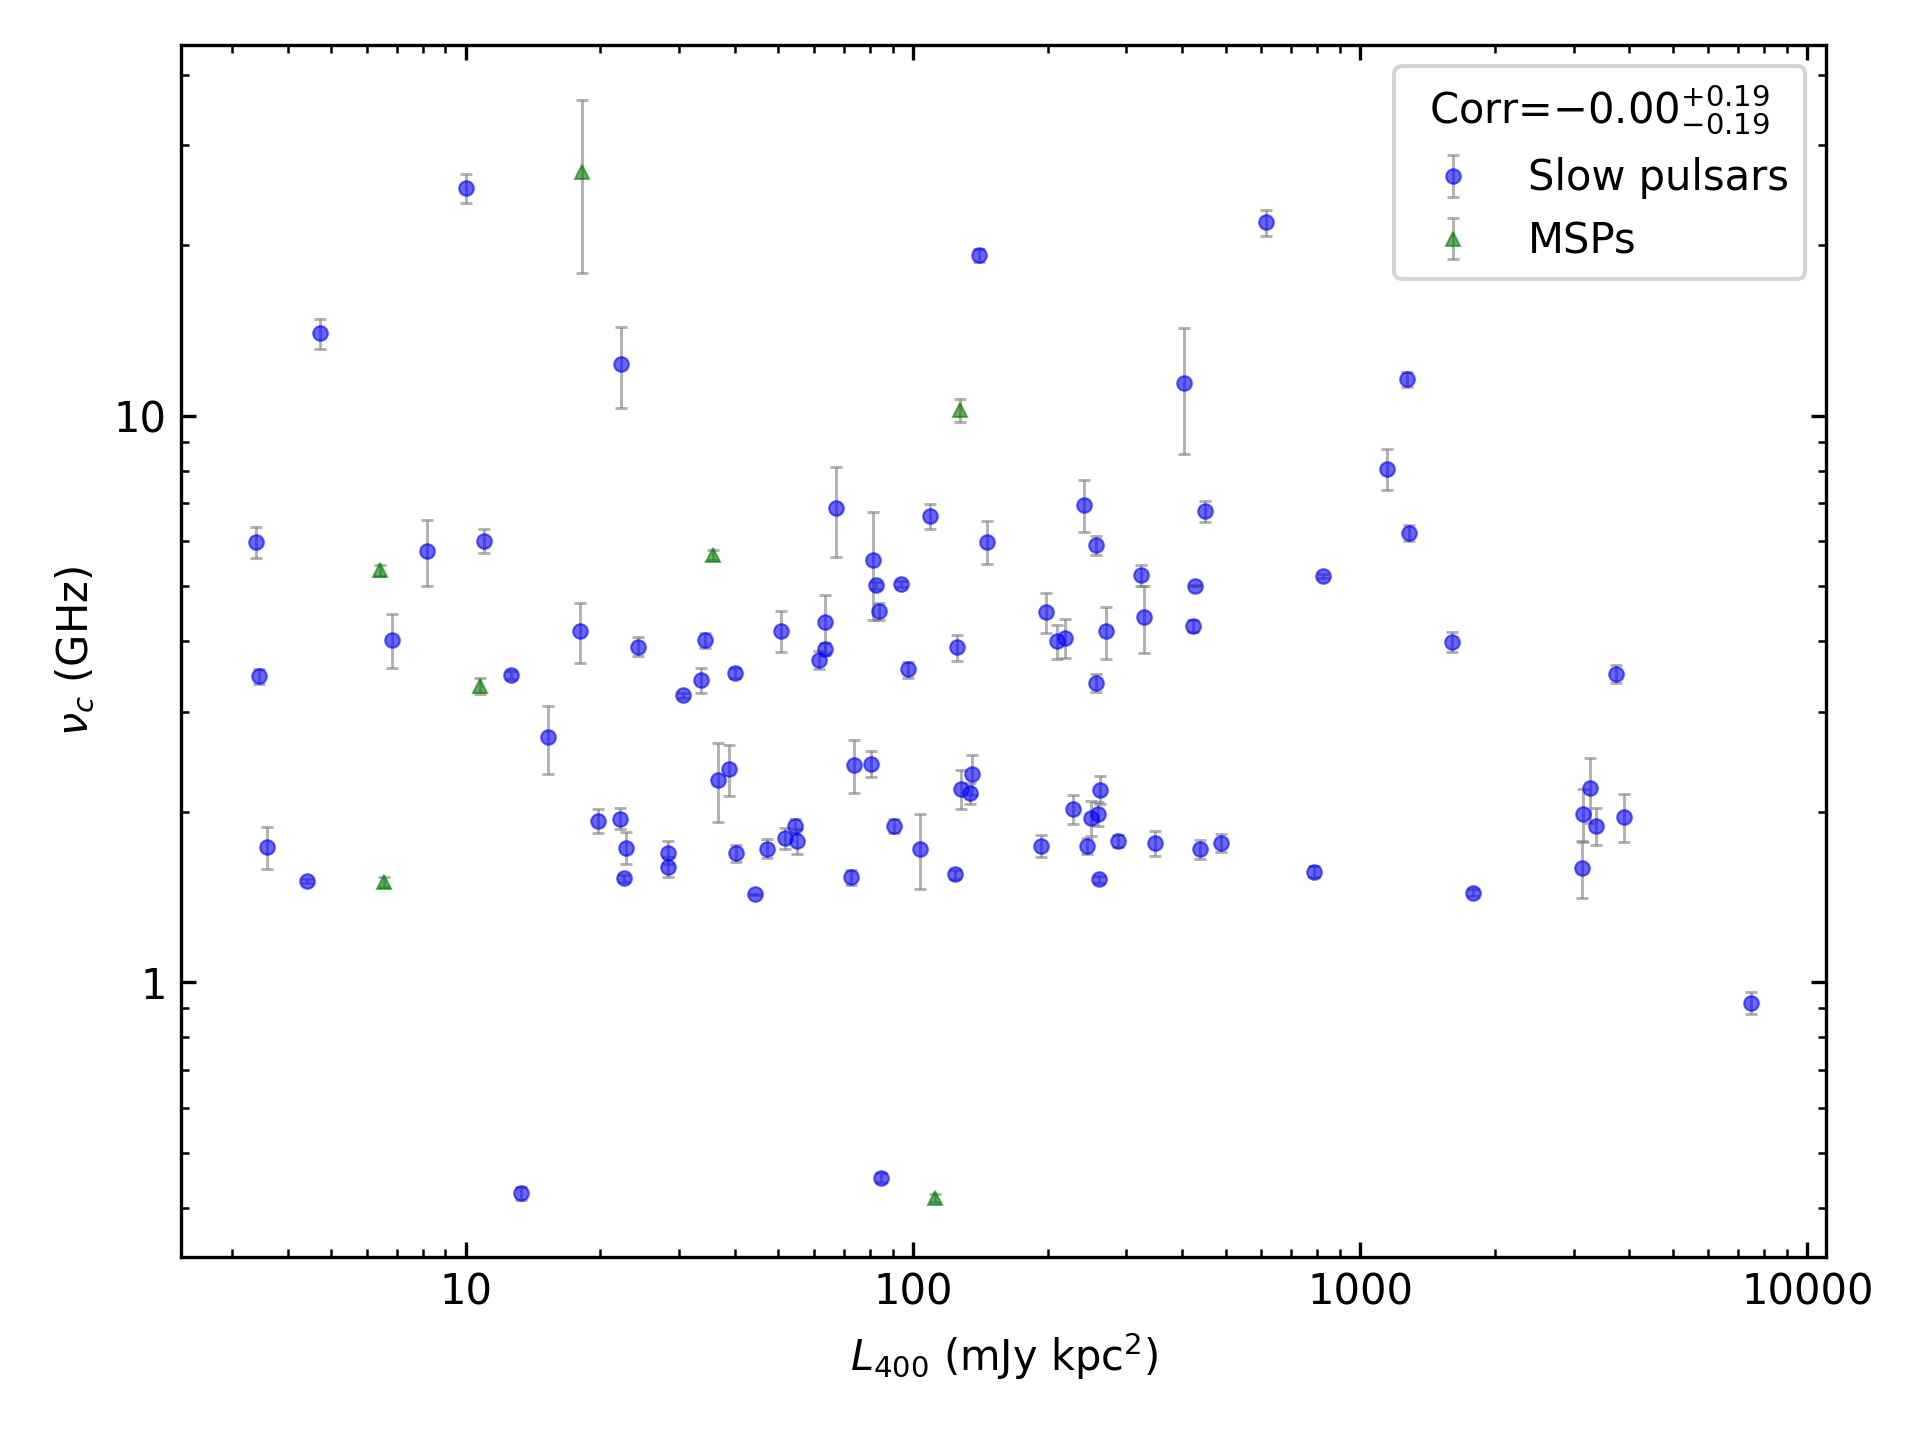 Corr=−0.00+0.19−0.19
Slow pulsars
MSPs
10
1
νc (GHz)
10 100 1000 10000
L400 (mJy kpc2)